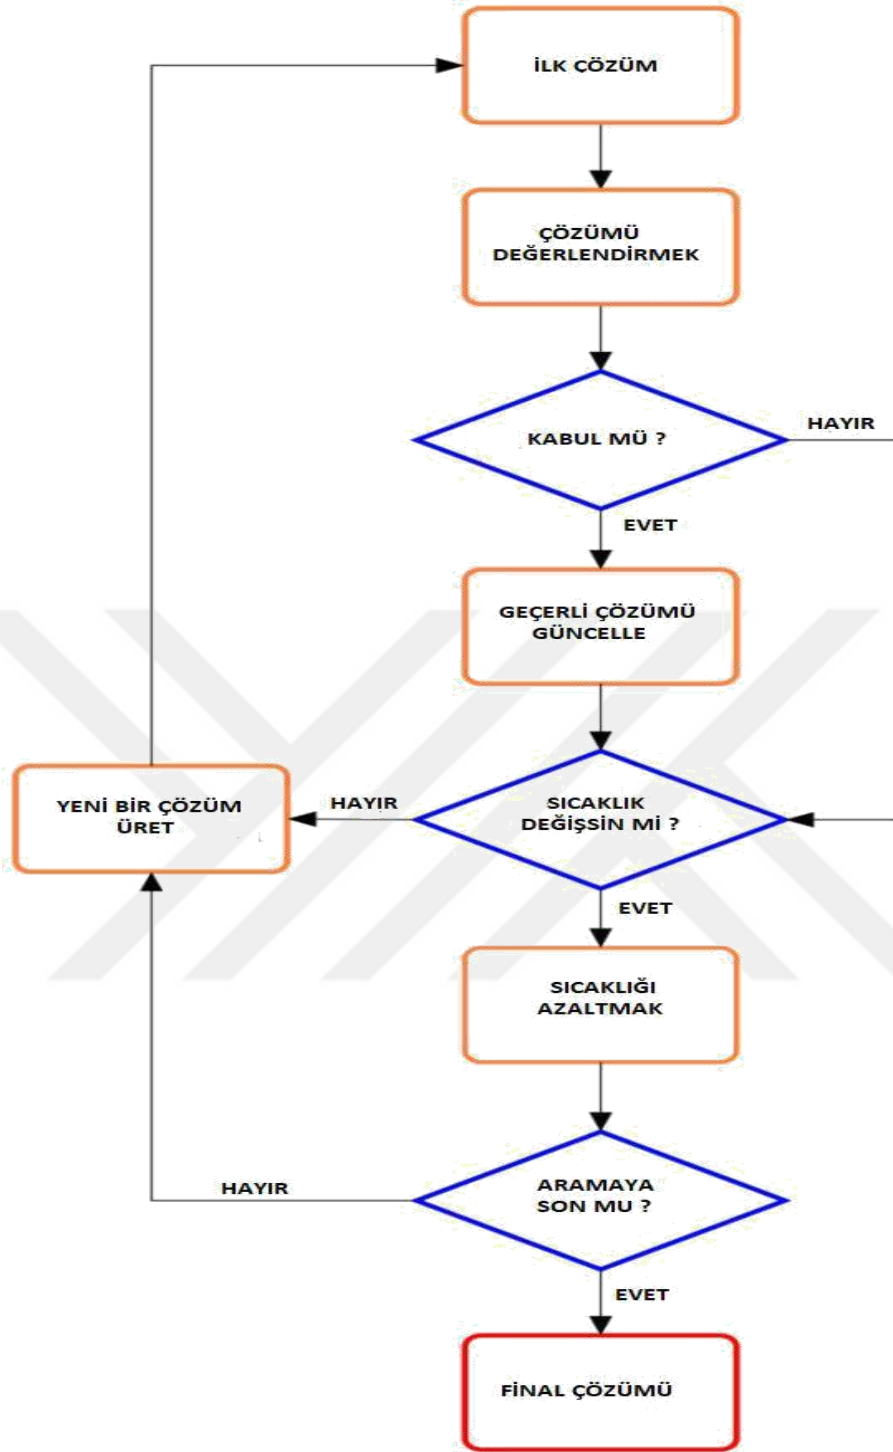 İLK ÇÖZÜM
ÇÖZÜMÜ
DEĞERLENDİRMEK
KABUL MÜ ?
HAYIR
EVET
GEÇERLİ ÇÖZÜMÜ
GÜNCELLE
YENİ BİR ÇÖZÜM
ÜRET
HAYIR
SICAKLIK
DEĞİŞSİN Mİ ?
EVET
SICAKLIĞI
AZALTMAK
HAYIR
ARAMAYA
SON MU ?
EVET
FİNAL ÇÖZÜMÜ